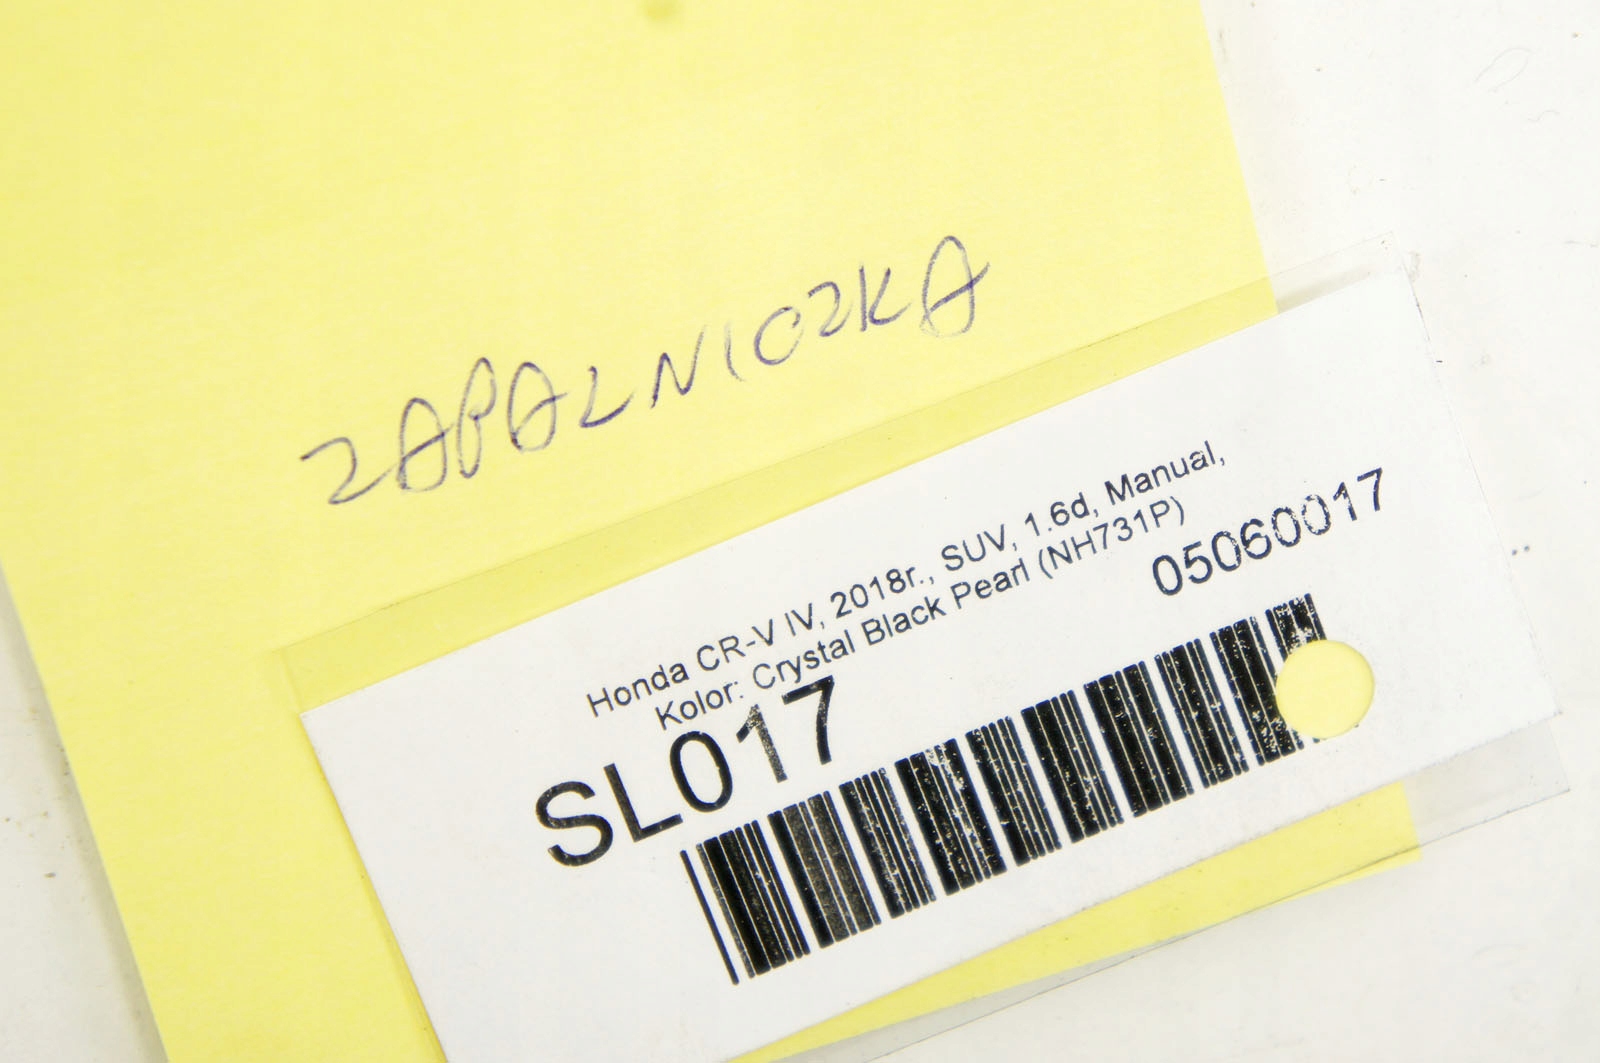 ZAPALNICZKA
Honda CR-V IV, 2018r., SUV, 1.6d, Manual,
Kolor: Crystal Black Pearl (NH731P)
05060017
SL017